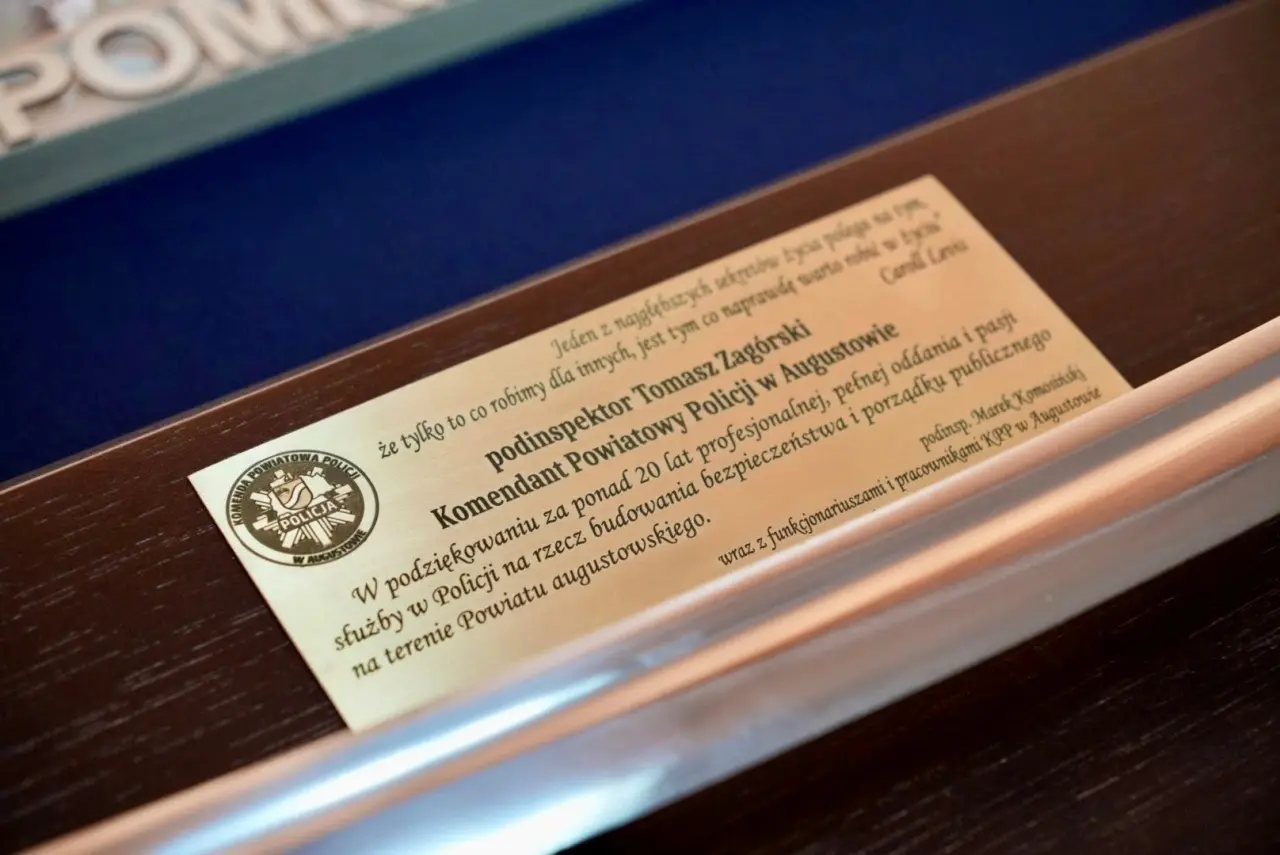 POMN
Jeden z najgłębszych sekretów życia polega na tym,
że tylko to co robimy dla innych, jest tym co naprawdę warto robić w życiu"
Caroll Levis
podinspektor Tomasz Zagórski
Komendant Powiatowy Policji w Augustowie
W podziękowaniu za ponad 20 lat profesjonalnej, pełnej oddania i pasji
służby w Policji na rzecz budowania bezpieczeństwa i porządku publicznego
na terenie Powiatu augustowskiego.
podinsp. Marek Komosiński
wraz z funkcjonariuszami i pracownikami KPP w Augustowie
KOMENDA POWIATOWA POLICJI
POLICJA
W AUGUSTOWIE